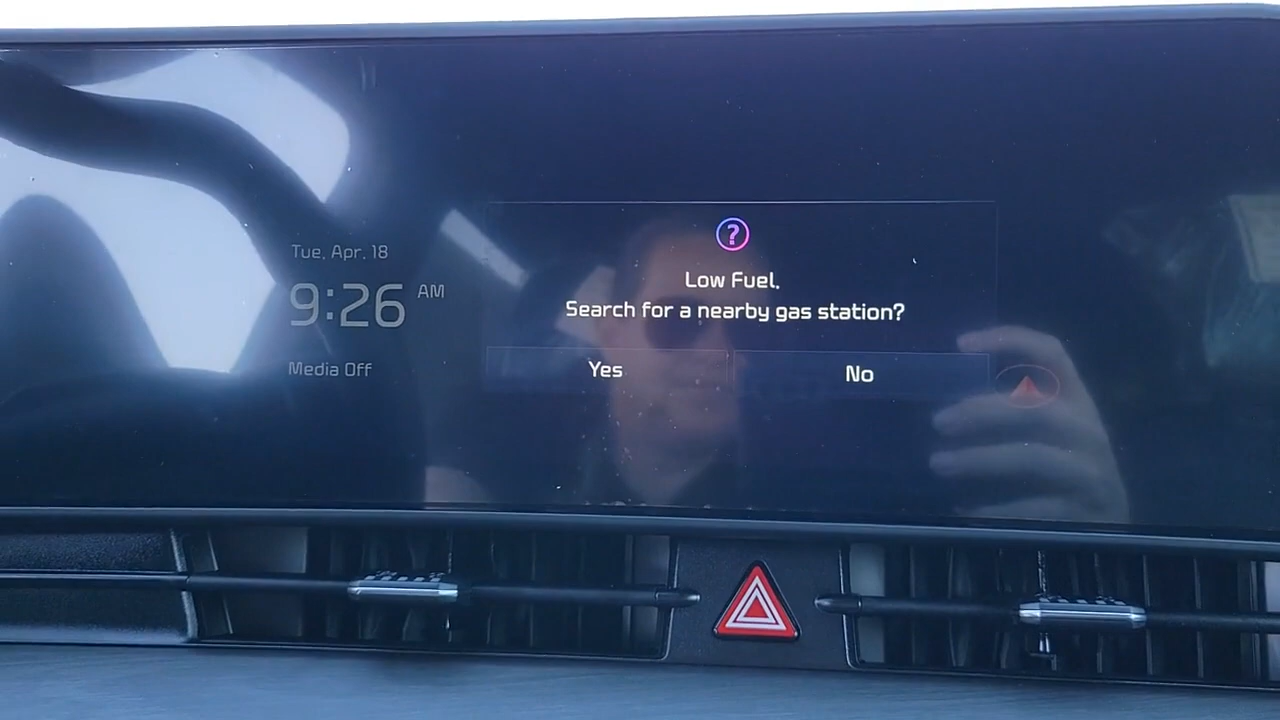 Tue, Apr. 18
9:26 AM
Media Off
?
Low Fuel.
Search for a nearby gas station?
Yes
No